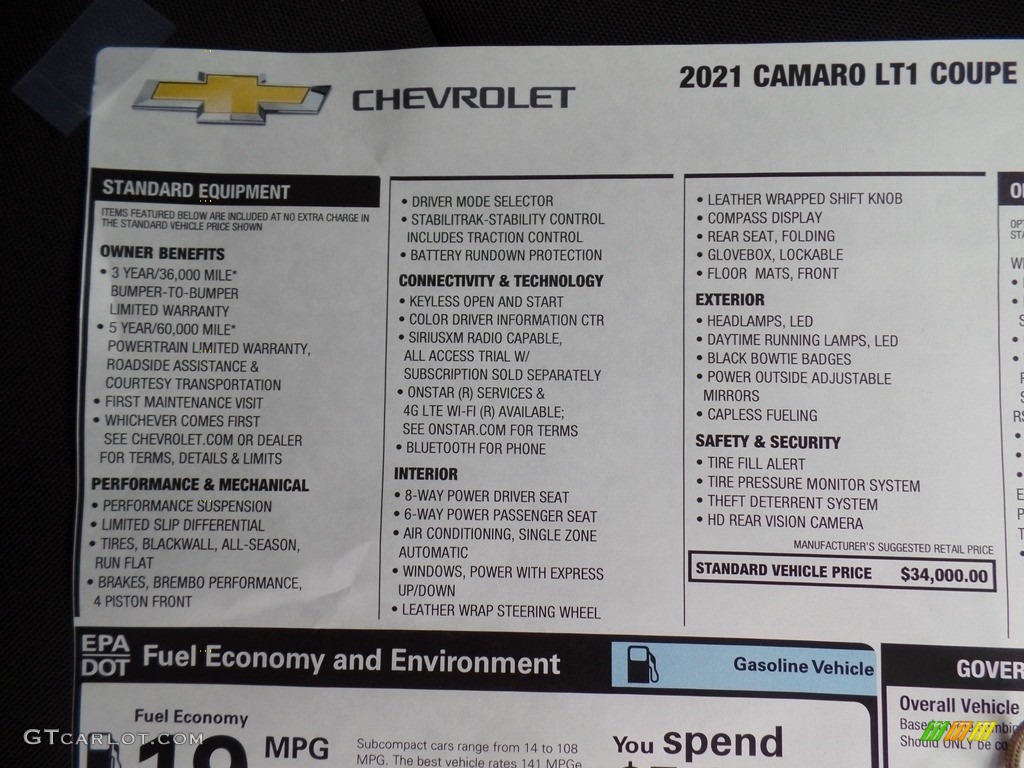 CHEVROLET
2021 CAMARO LT1 COUPE
STANDARD EQUIPMENT
ITEMS FEATURED BELOW ARE INCLUDED AT NO EXTRA CHARGE IN
THE STANDARD VEHICLE PRICE SHOWN
OWNER BENEFITS
• 3 YEAR/36,000 MILE*
BUMPER-TO-BUMPER
LIMITED WARRANTY
• 5 YEAR/60,000 MILE*
POWERTRAIN LIMITED WARRANTY,
ROADSIDE ASSISTANCE &
COURTESY TRANSPORTATION
• FIRST MAINTENANCE VISIT
• WHICHEVER COMES FIRST
SEE CHEVROLET.COM OR DEALER
FOR TERMS, DETAILS & LIMITS
PERFORMANCE & MECHANICAL
• PERFORMANCE SUSPENSION
• LIMITED SLIP DIFFERENTIAL
• TIRES, BLACKWALL, ALL-SEASON,
RUN FLAT
• BRAKES, BREMBO PERFORMANCE,
4 PISTON FRONT
• DRIVER MODE SELECTOR
• STABILITRAK-STABILITY CONTROL
INCLUDES TRACTION CONTROL
• BATTERY RUNDOWN PROTECTION
CONNECTIVITY & TECHNOLOGY
• KEYLESS OPEN AND START
• COLOR DRIVER INFORMATION CTR
• SIRIUSXM RADIO CAPABLE,
ALL ACCESS TRIAL W/
SUBSCRIPTION SOLD SEPARATELY
• ONSTAR (R) SERVICES &
4G LTE WI-FI (R) AVAILABLE;
SEE ONSTAR.COM FOR TERMS
• BLUETOOTH FOR PHONE
INTERIOR
• 8-WAY POWER DRIVER SEAT
• 6-WAY POWER PASSENGER SEAT
• AIR CONDITIONING, SINGLE ZONE
AUTOMATIC
• WINDOWS, POWER WITH EXPRESS
UP/DOWN
• LEATHER WRAP STEERING WHEEL
• LEATHER WRAPPED SHIFT KNOB
• COMPASS DISPLAY
• REAR SEAT, FOLDING
• GLOVEBOX, LOCKABLE
• FLOOR MATS, FRONT
EXTERIOR
• HEADLAMPS, LED
• DAYTIME RUNNING LAMPS, LED
• BLACK BOWTIE BADGES
• POWER OUTSIDE ADJUSTABLE
MIRRORS
• CAPLESS FUELING
SAFETY & SECURITY
• TIRE FILL ALERT
• TIRE PRESSURE MONITOR SYSTEM
• THEFT DETERRENT SYSTEM
• HD REAR VISION CAMERA
MANUFACTURER'S SUGGESTED RETAIL PRICE
STANDARD VEHICLE PRICE $34,000.00
EPA
DOT
Fuel Economy and Environment
Gasoline Vehicle
Fuel Economy
19 MPG
Subcompact cars range from 14 to 108
MPG. The best vehicle rates 141 MPGe
You spend
GOVER
Overall Vehicle
Should ONLY be co
GTCARLOT.COM